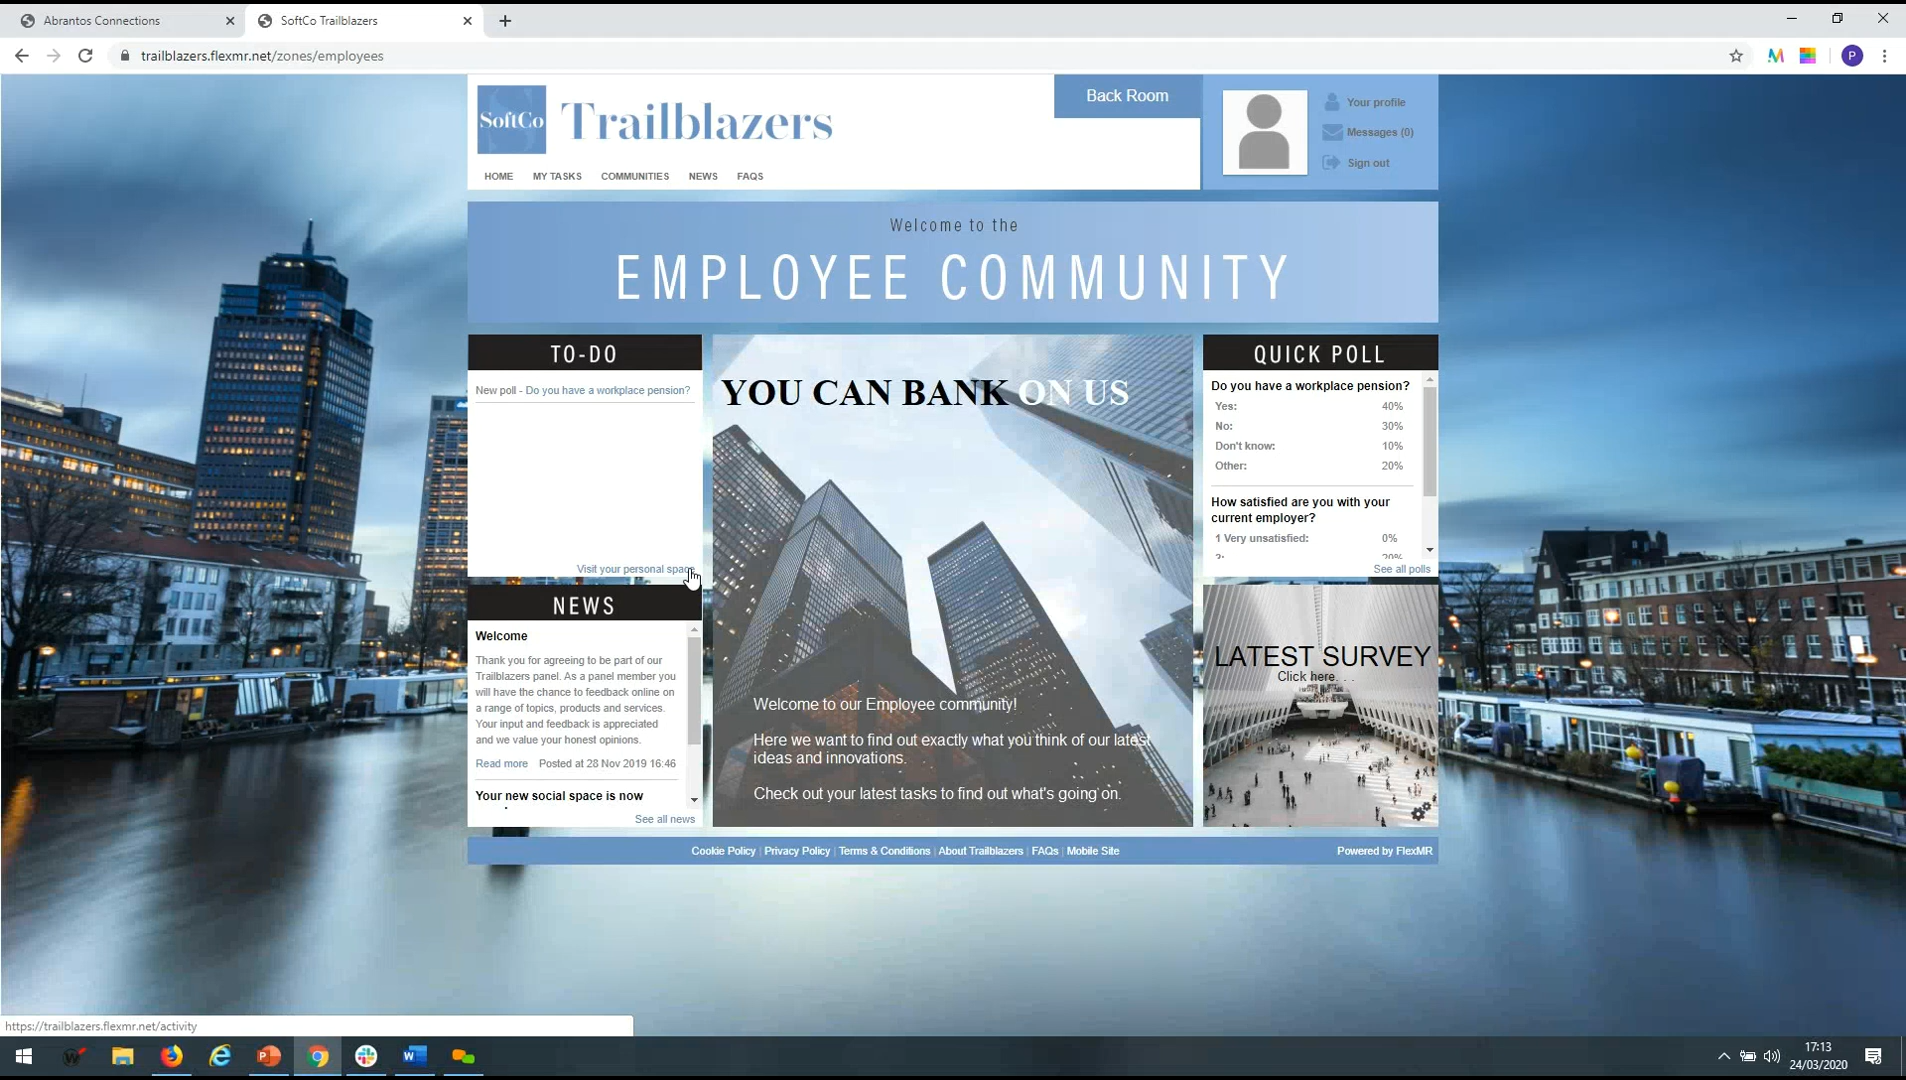 Abrantos Connections
SoftCo Trailblazers
trailblazers.flexmr.net/zones/employees
P
SoftCo
Trailblazers
Back Room
Your profile
Messages (0)
Sign out
HOME MY TASKS COMMUNITIES NEWS FAQS
Welcome to the
EMPLOYEE COMMUNITY
TO-DO
New poll - Do you have a workplace pension?
Visit your personal space
NEWS
Welcome
Thank you for agreeing to be part of our
Trailblazers panel. As a panel member you
will have the chance to feedback online on
a range of topics, products and services.
Your input and feedback is appreciated
and we value your honest opinions.
Read more Posted at 28 Nov 2019 16:46
Your new social space is now
See all news
YOU CAN BANK ON US
Welcome to our Employee community!
Here we want to find out exactly what you think of our latest
ideas and innovations.
Check out your latest tasks to find out what's going on.
QUICK POLL
Do you have a workplace pension?
Yes: 40%
No: 30%
Don't know: 10%
Other: 20%
How satisfied are you with your
current employer?
1 Very unsatisfied: 0%
2: 20%
See all polls
LATEST SURVEY
Click here. . .
Cookie Policy | Privacy Policy | Terms & Conditions | About Trailblazers | FAQs | Mobile Site
Powered by FlexMR
https://trailblazers.flexmr.net/activity
17:13
24/03/2020